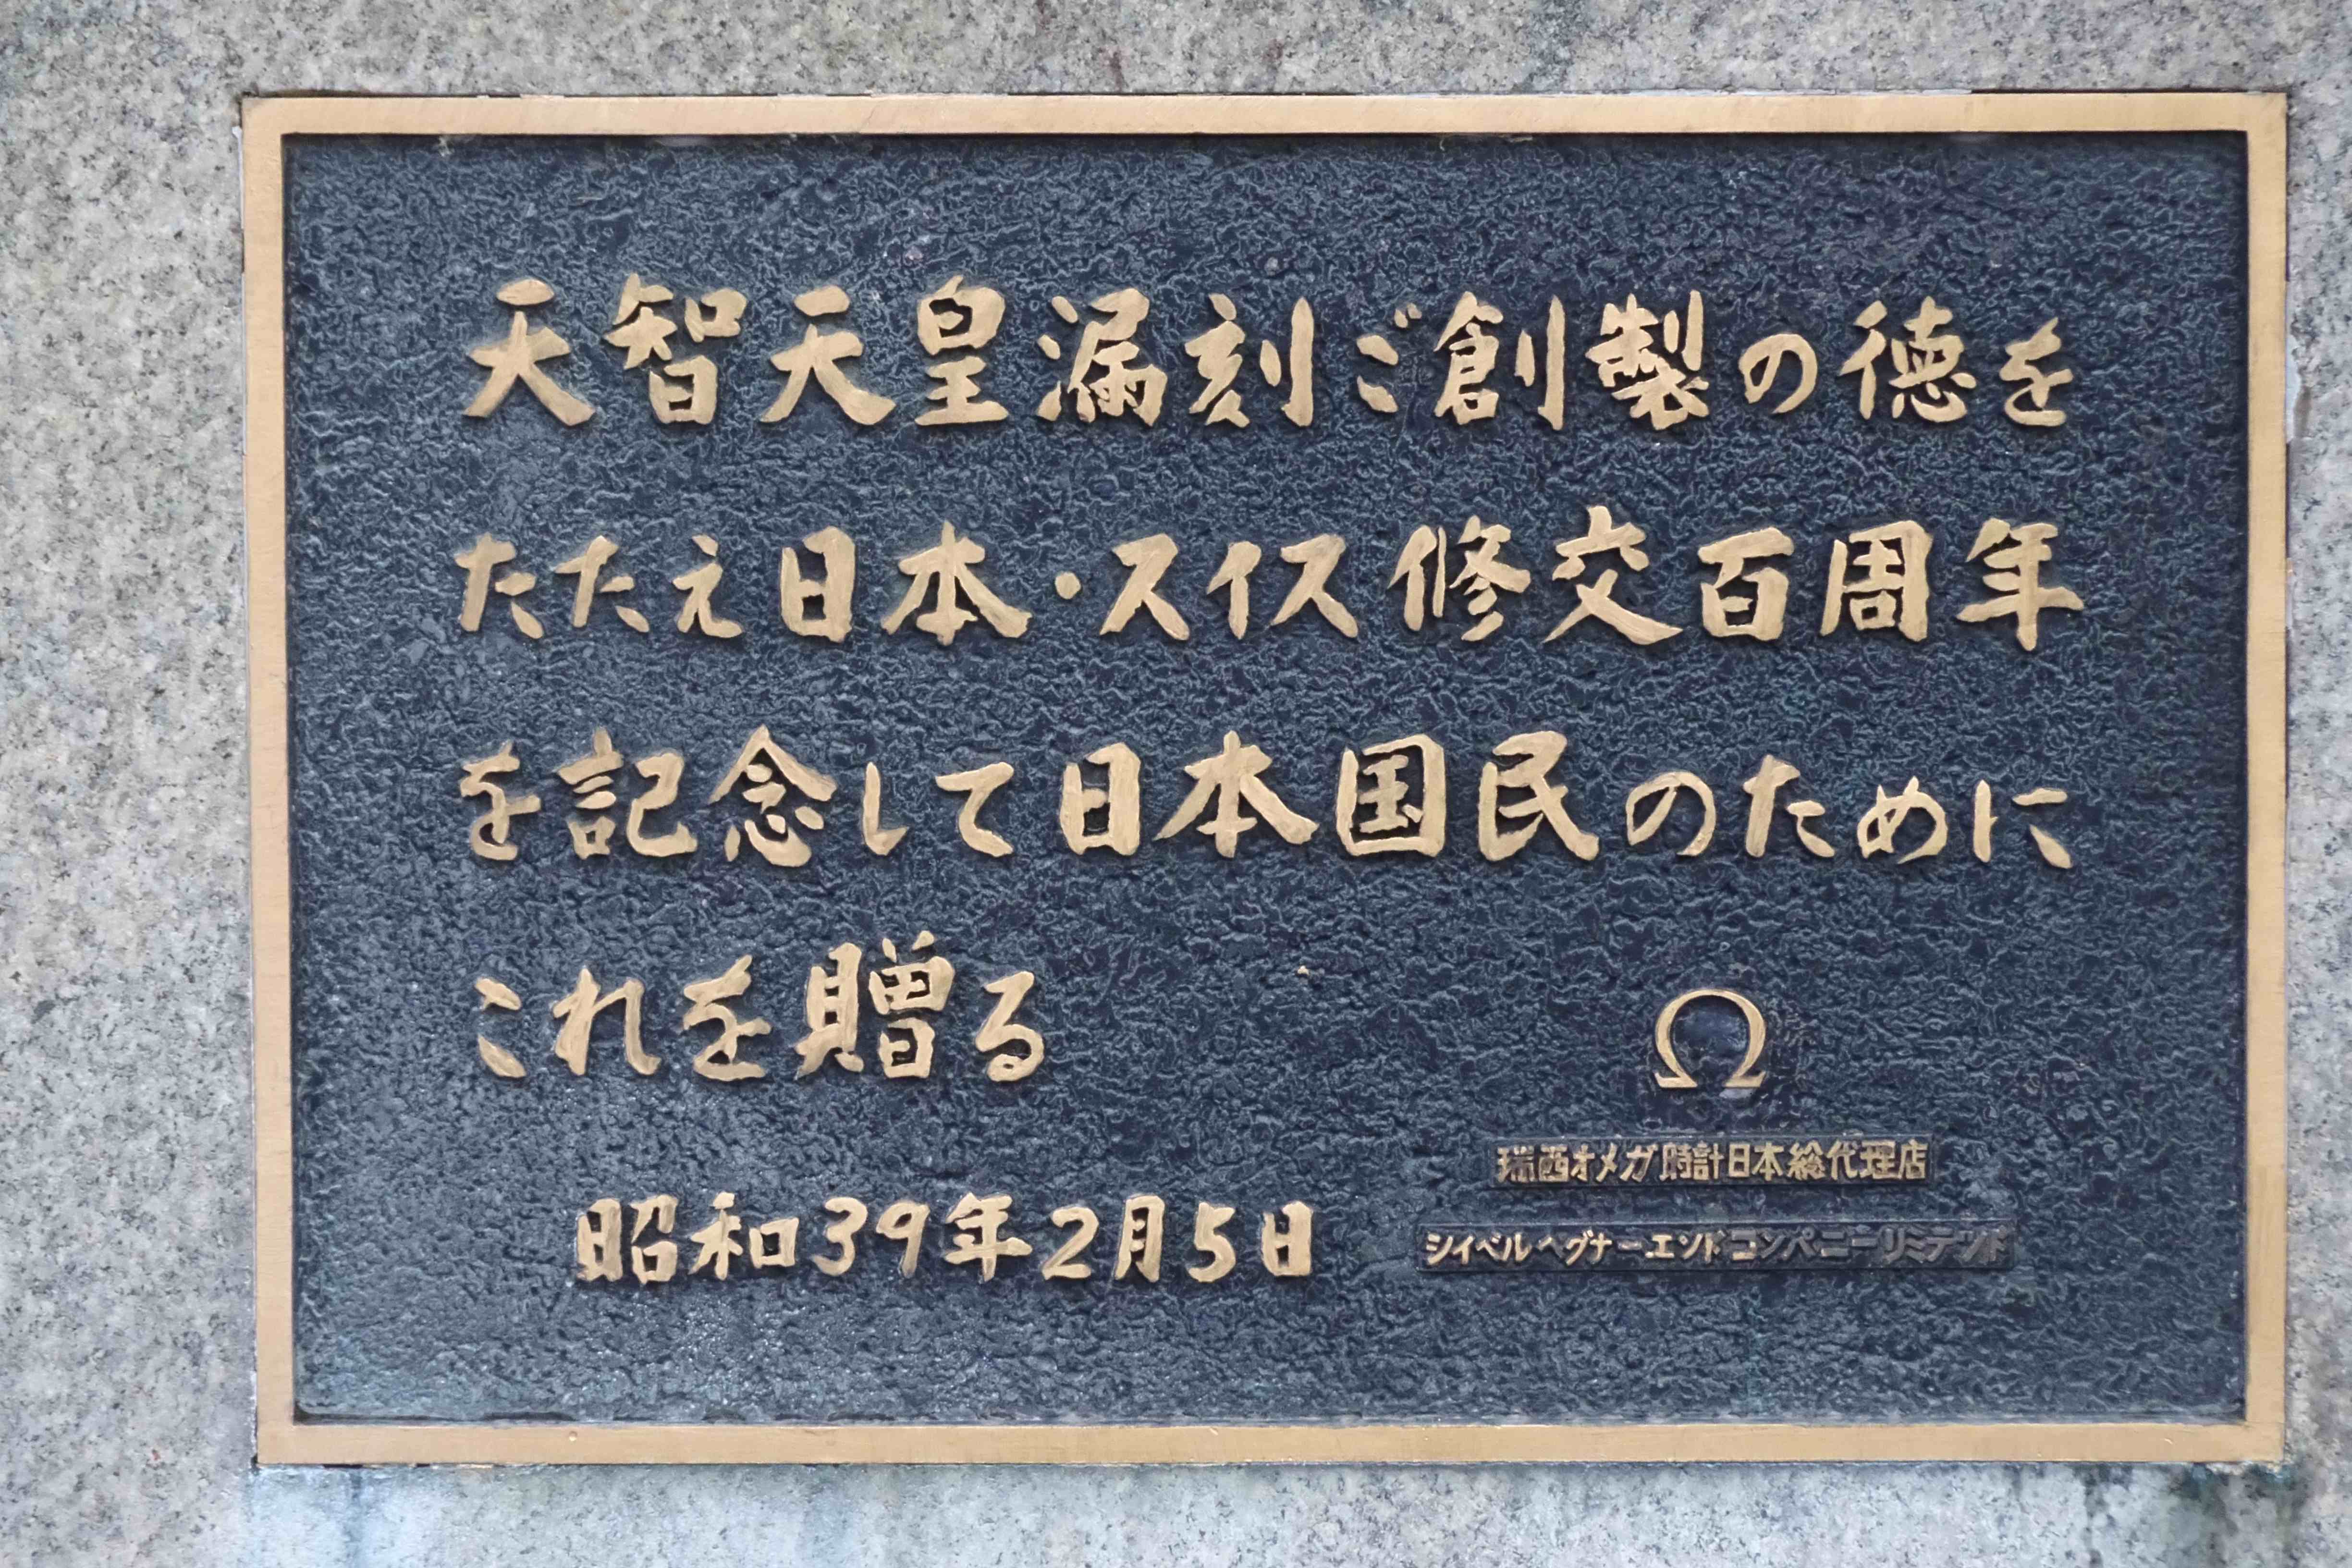 天智天皇漏刻ご創製の徳を
たたえ日本・スイス修交百周年
を記念して日本国民のために
これを贈る
Ω
瑞西オメガ時計日本総代理店
昭和39年2月5日
シイベルヘグナーエンドコンパニーリミテツド